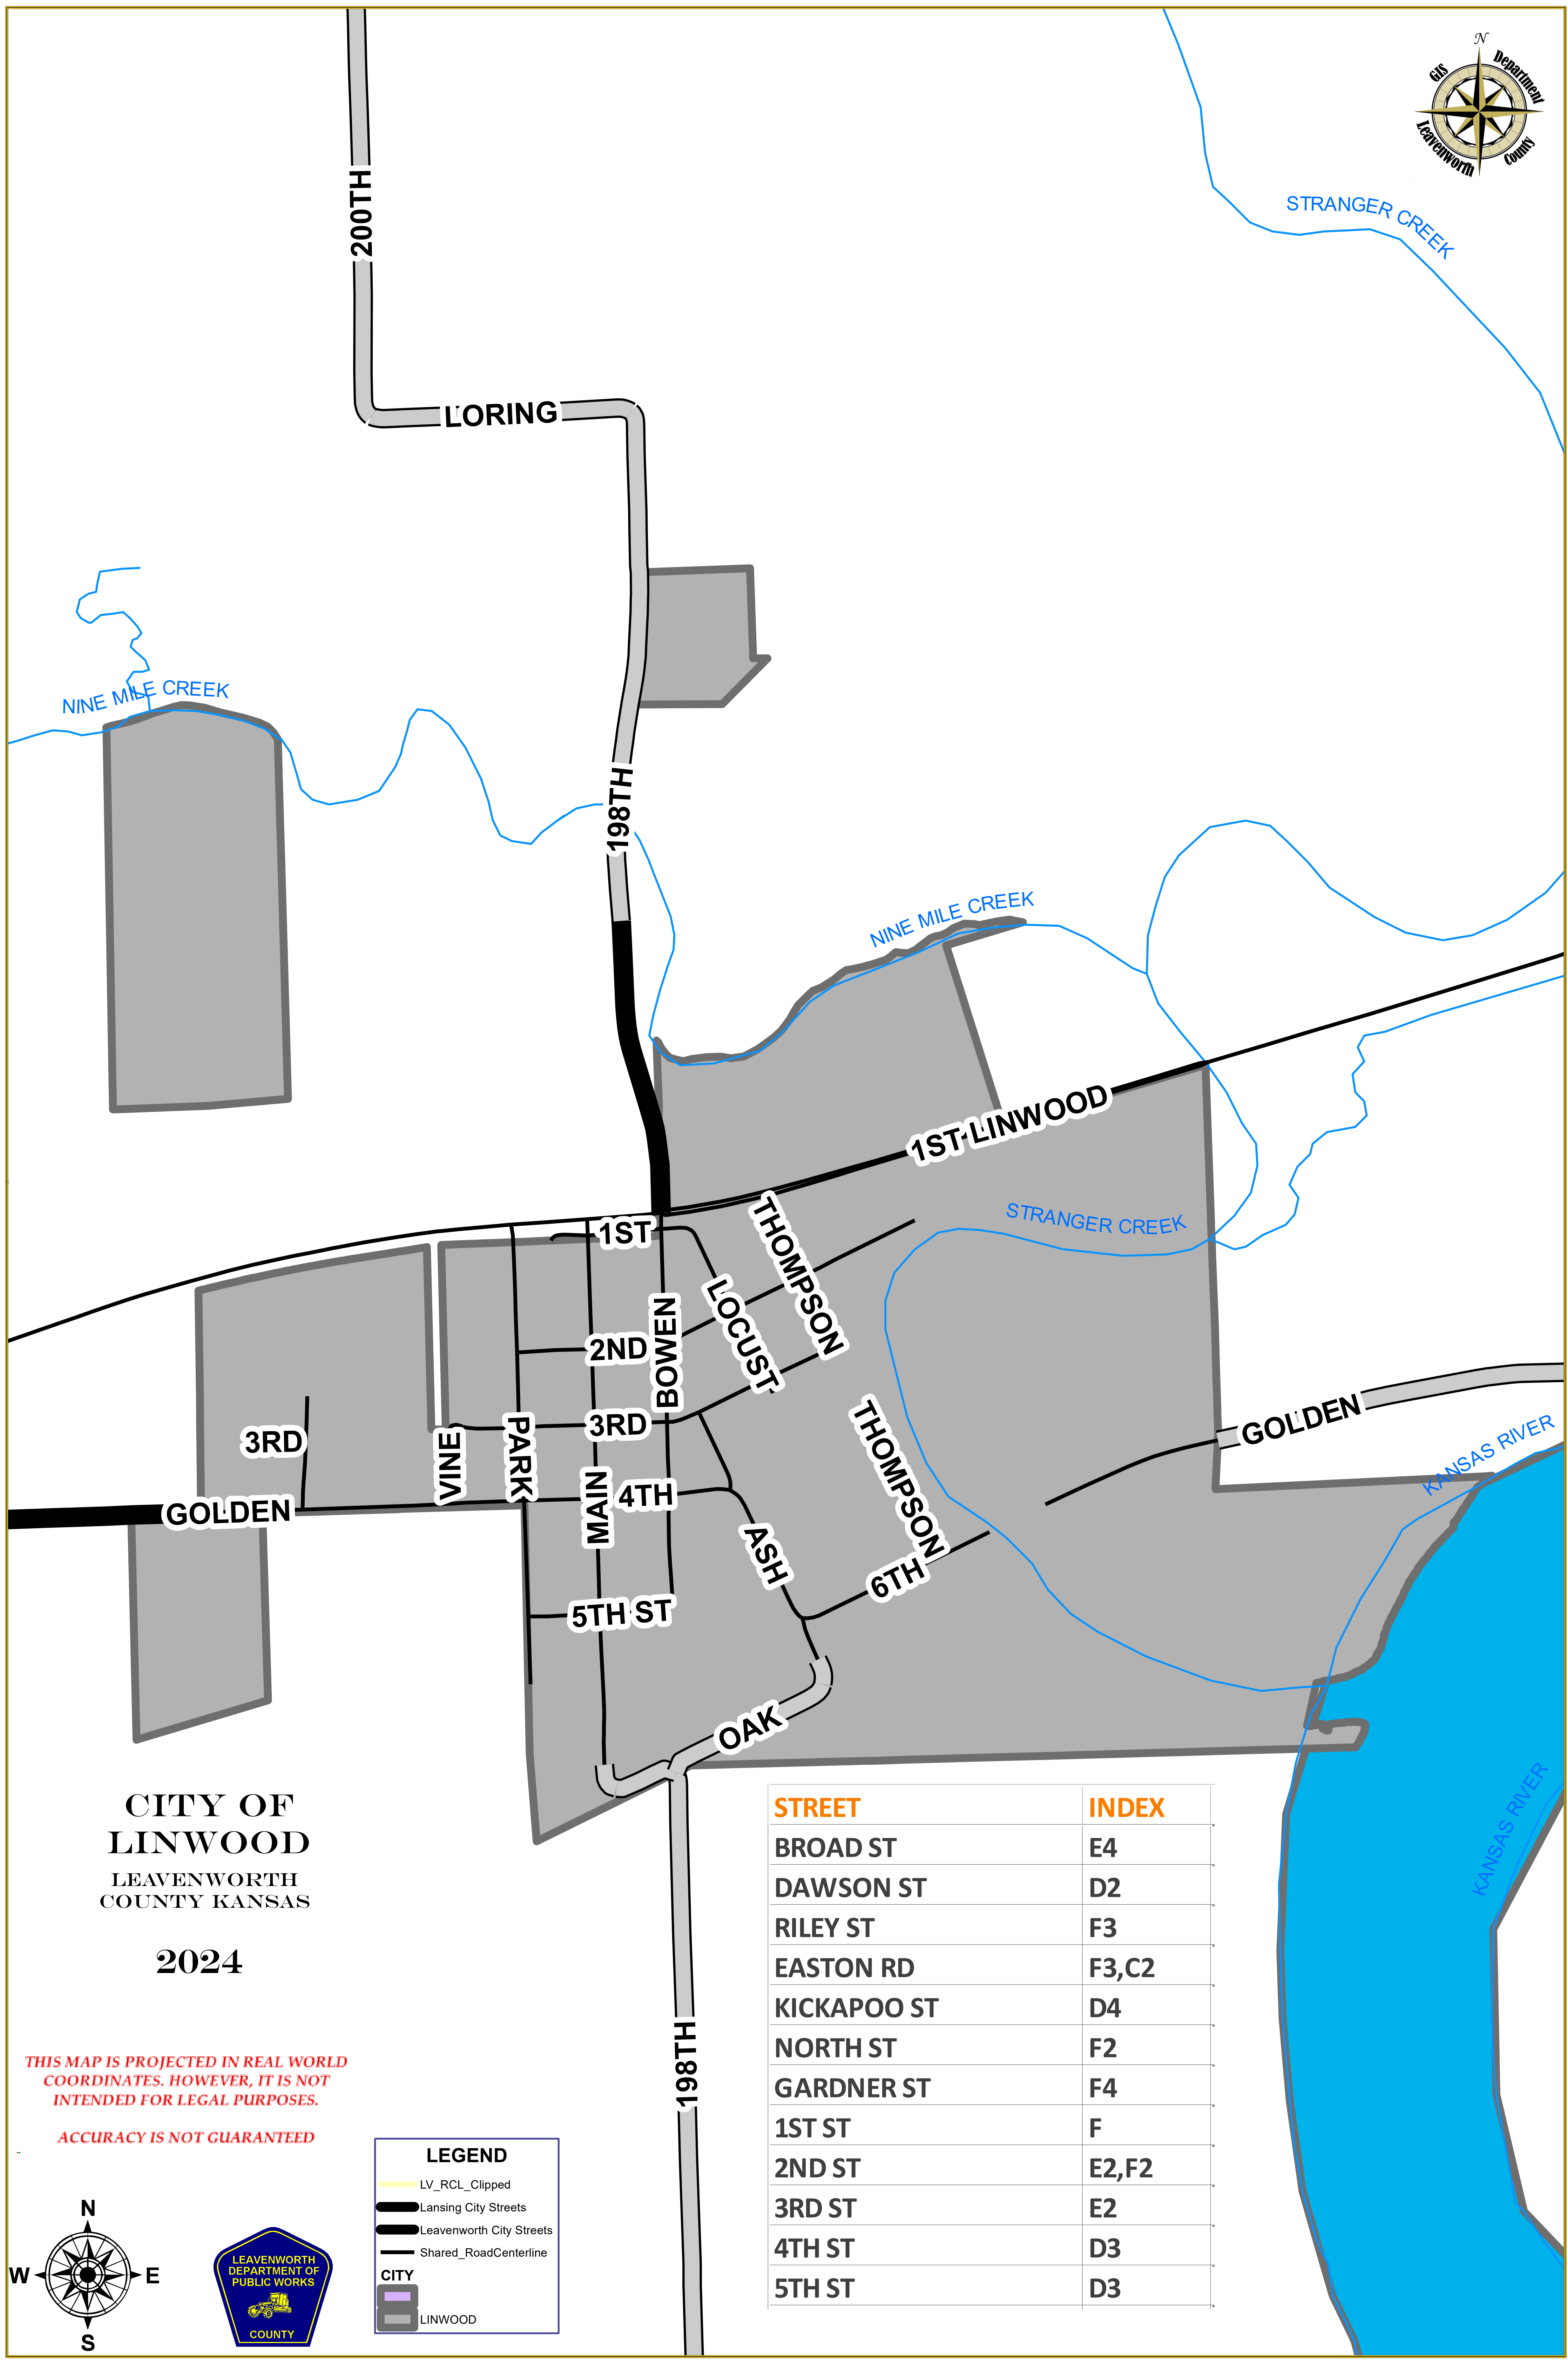 N
GIS Department
Leavenworth County
STRANGER CREEK
200TH
LORING
NINE MILE CREEK
198TH
NINE MILE CREEK
1ST LINWOOD
STRANGER CREEK
1ST
THOMPSON
LOCUST
BOWEN
2ND
3RD
3RD
VINE
PARK
MAIN
4TH
GOLDEN
GOLDEN
KANSAS RIVER
THOMPSON
ASH
6TH
5TH ST
OAK
KANSAS RIVER
198TH
CITY OF
LINWOOD
LEAVENWORTH
COUNTY KANSAS
2024
THIS MAP IS PROJECTED IN REAL WORLD
COORDINATES. HOWEVER, IT IS NOT
INTENDED FOR LEGAL PURPOSES.
ACCURACY IS NOT GUARANTEED
STREET INDEX
BROAD ST E4
DAWSON ST D2
RILEY ST F3
EASTON RD F3,C2
KICKAPOO ST D4
NORTH ST F2
GARDNER ST F4
1ST ST F
2ND ST E2,F2
3RD ST E2
4TH ST D3
5TH ST D3
LEGEND
LV_RCL_Clipped
Lansing City Streets
Leavenworth City Streets
Shared_RoadCenterline
CITY
LINWOOD
N
W E
S
LEAVENWORTH
DEPARTMENT OF
PUBLIC WORKS
COUNTY